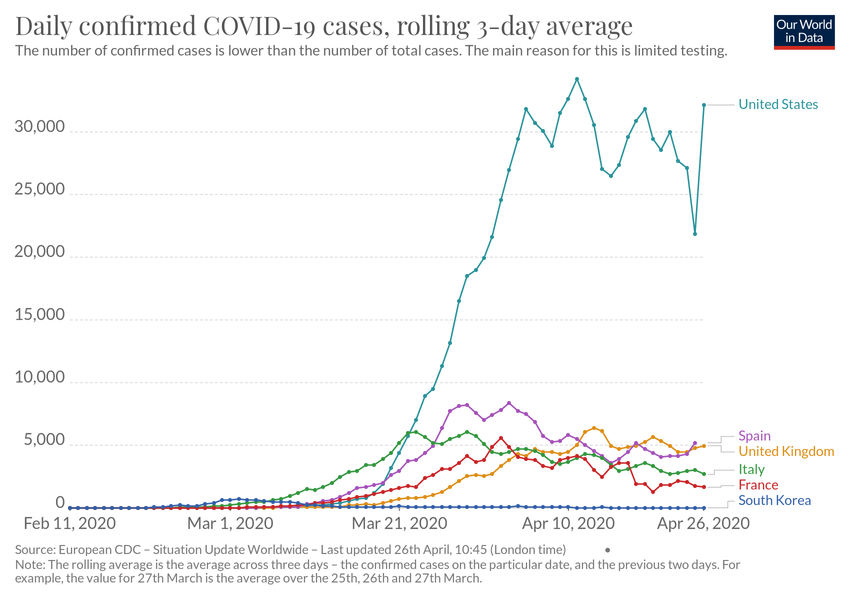 Daily confirmed COVID-19 cases, rolling 3-day average
The number of confirmed cases is lower than the number of total cases. The main reason for this is limited testing.
Our World
in Data
30,000
25,000
20,000
15,000
10,000
5,000
0
United States
Spain
United Kingdom
Italy
France
South Korea
Feb 11, 2020
Mar 1, 2020
Mar 21, 2020
Apr 10, 2020
Apr 26, 2020
Source: European CDC – Situation Update Worldwide – Last updated 26th April, 10:45 (London time) •
Note: The rolling average is the average across three days – the confirmed cases on the particular date, and the previous two days. For
example, the value for 27th March is the average over the 25th, 26th and 27th March.